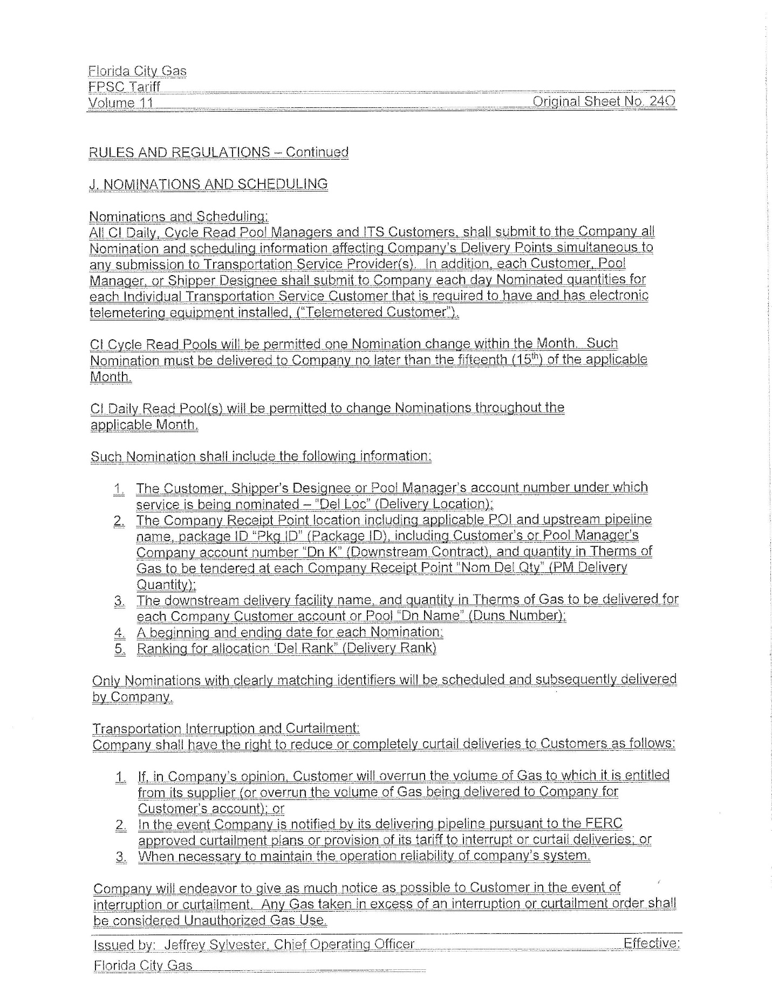 Florida City Gas
FPSC Tariff
Volume 11 Original Sheet No. 24O
RULES AND REGULATIONS – Continued
J. NOMINATIONS AND SCHEDULING
Nominations and Scheduling:
All CI Daily, Cycle Read Pool Managers and ITS Customers, shall submit to the Company all
Nomination and scheduling information affecting Company's Delivery Points simultaneous to
any submission to Transportation Service Provider(s). In addition, each Customer, Pool
Manager, or Shipper Designee shall submit to Company each day Nominated quantities for
each Individual Transportation Service Customer that is required to have and has electronic
telemetering equipment installed, ("Telemetered Customer").
CI Cycle Read Pools will be permitted one Nomination change within the Month. Such
Nomination must be delivered to Company no later than the fifteenth (15th) of the applicable
Month.
CI Daily Read Pool(s) will be permitted to change Nominations throughout the
applicable Month.
Such Nomination shall include the following information:
1. The Customer, Shipper's Designee or Pool Manager's account number under which
service is being nominated – "Del Loc" (Delivery Location);
2. The Company Receipt Point location including applicable POI and upstream pipeline
name, package ID "Pkg ID" (Package ID), including Customer's or Pool Manager's
Company account number "Dn K" (Downstream Contract), and quantity in Therms of
Gas to be tendered at each Company Receipt Point "Nom Del Qty" (PM Delivery
Quantity);
3. The downstream delivery facility name, and quantity in Therms of Gas to be delivered for
each Company Customer account or Pool "Dn Name" (Duns Number);
4. A beginning and ending date for each Nomination;
5. Ranking for allocation 'Del Rank" (Delivery Rank)
Only Nominations with clearly matching identifiers will be scheduled and subsequently delivered
by Company.
Transportation Interruption and Curtailment:
Company shall have the right to reduce or completely curtail deliveries to Customers as follows:
1. If, in Company's opinion, Customer will overrun the volume of Gas to which it is entitled
from its supplier (or overrun the volume of Gas being delivered to Company for
Customer's account); or
2. In the event Company is notified by its delivering pipeline pursuant to the FERC
approved curtailment plans or provision of its tariff to interrupt or curtail deliveries; or
3. When necessary to maintain the operation reliability of company's system.
Company will endeavor to give as much notice as possible to Customer in the event of
interruption or curtailment. Any Gas taken in excess of an interruption or curtailment order shall
be considered Unauthorized Gas Use.
Issued by: Jeffrey Sylvester, Chief Operating Officer Effective:
Florida City Gas